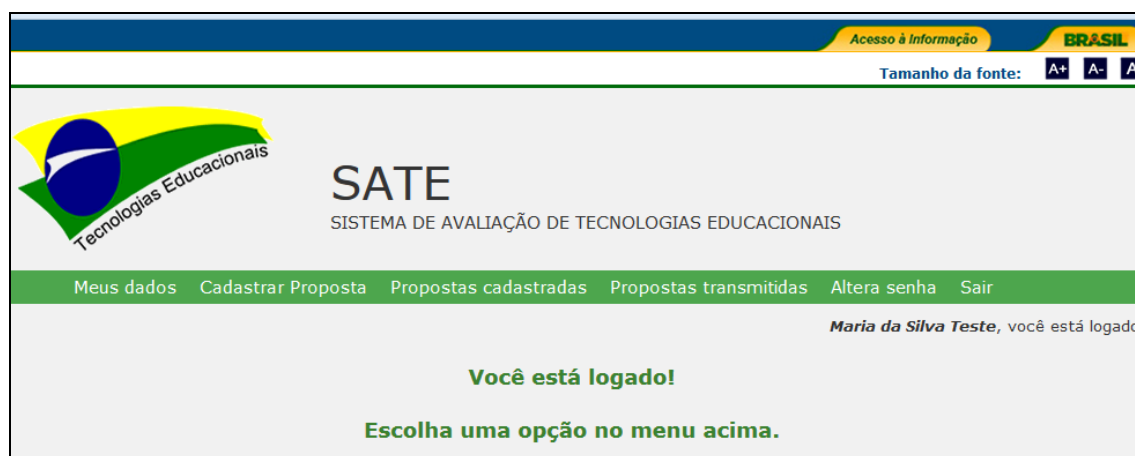 Acesso à Informação BRASIL
Tamanho da fonte: A+ A- A
Tecnologias Educacionais
SATE
SISTEMA DE AVALIAÇÃO DE TECNOLOGIAS EDUCACIONAIS
Meus dados Cadastrar Proposta Propostas cadastradas Propostas transmitidas Altera senha Sair
Maria da Silva Teste, você está logado
Você está logado!
Escolha uma opção no menu acima.